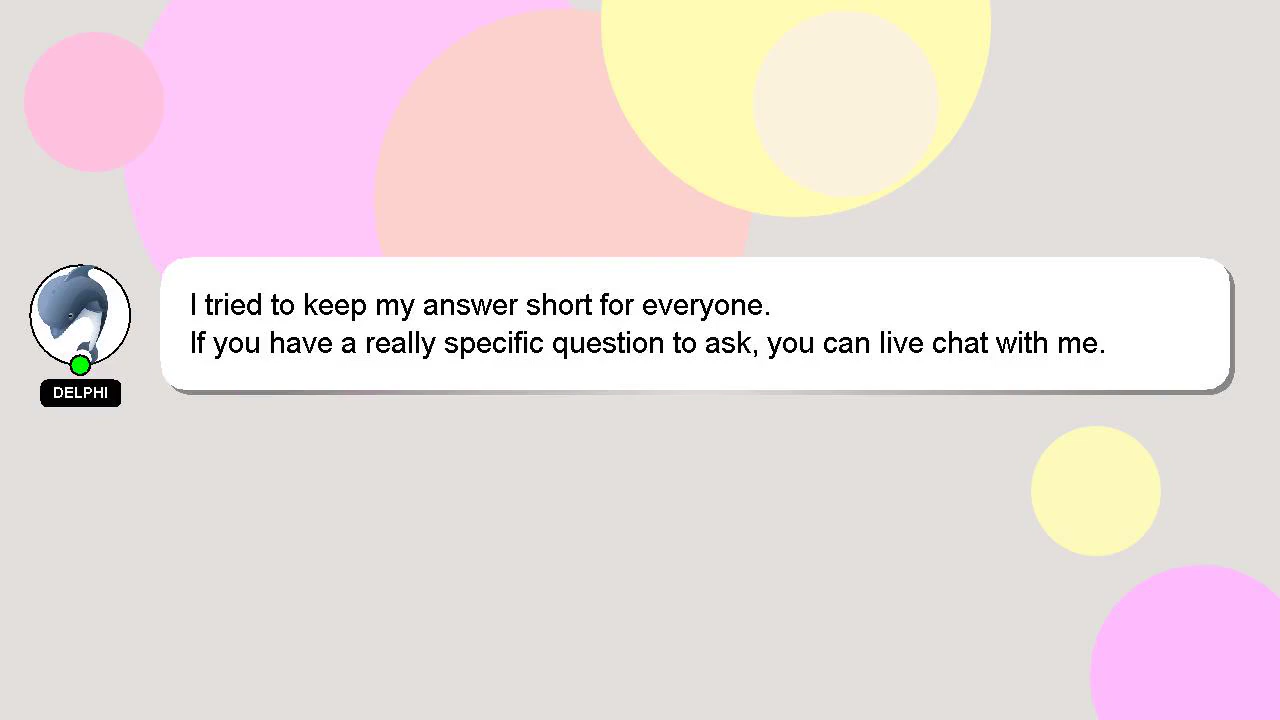 I tried to keep my answer short for everyone.
If you have a really specific question to ask, you can live chat with me.
DELPHI